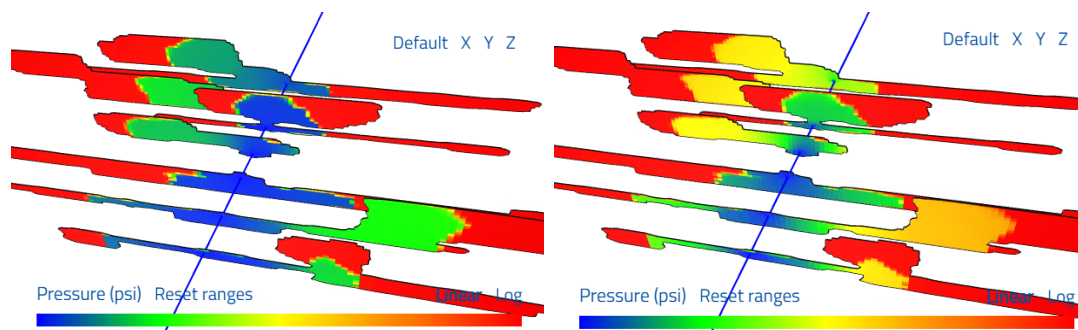 Default X Y Z
Pressure (psi) Reset ranges Linear Log
Default X Y Z
Pressure (psi) Reset ranges Linear Log